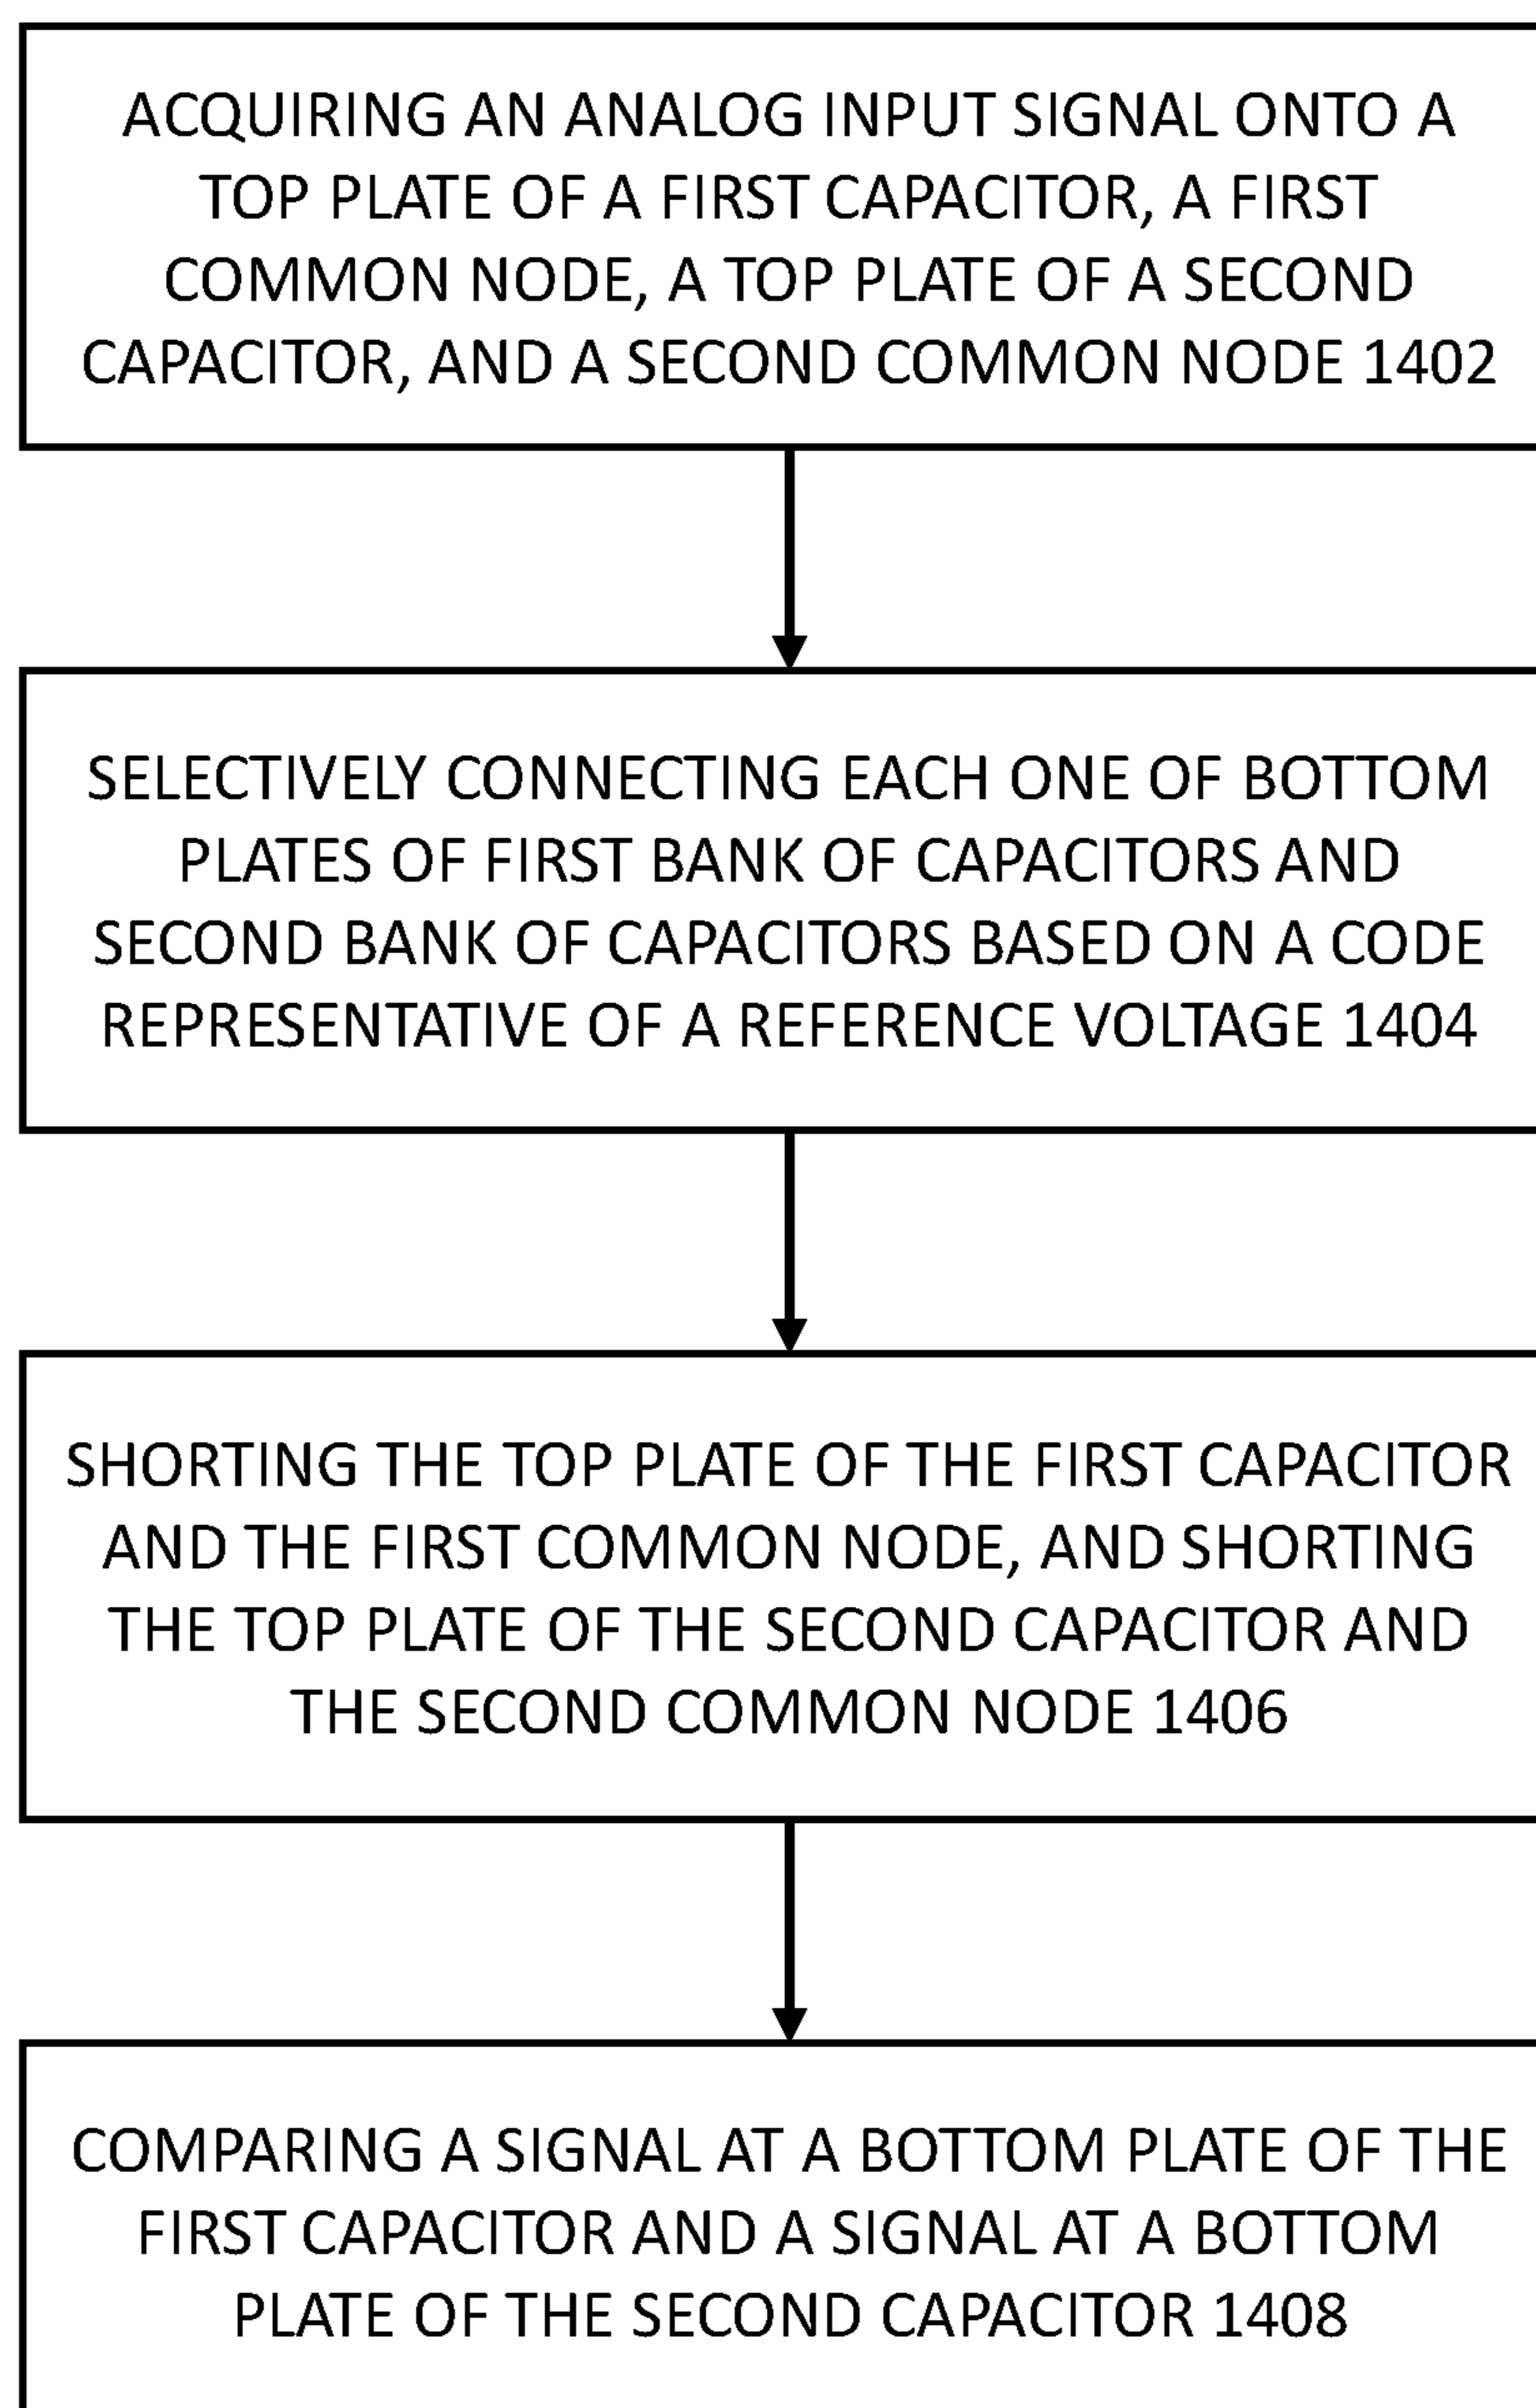 ACQUIRING AN ANALOG INPUT SIGNAL ONTO A
TOP PLATE OF A FIRST CAPACITOR, A FIRST
COMMON NODE, A TOP PLATE OF A SECOND
CAPACITOR, AND A SECOND COMMON NODE 1402
SELECTIVELY CONNECTING EACH ONE OF BOTTOM
PLATES OF FIRST BANK OF CAPACITORS AND
SECOND BANK OF CAPACITORS BASED ON A CODE
REPRESENTATIVE OF A REFERENCE VOLTAGE 1404
SHORTING THE TOP PLATE OF THE FIRST CAPACITOR
AND THE FIRST COMMON NODE, AND SHORTING
THE TOP PLATE OF THE SECOND CAPACITOR AND
THE SECOND COMMON NODE 1406
COMPARING A SIGNAL AT A BOTTOM PLATE OF THE
FIRST CAPACITOR AND A SIGNAL AT A BOTTOM
PLATE OF THE SECOND CAPACITOR 1408